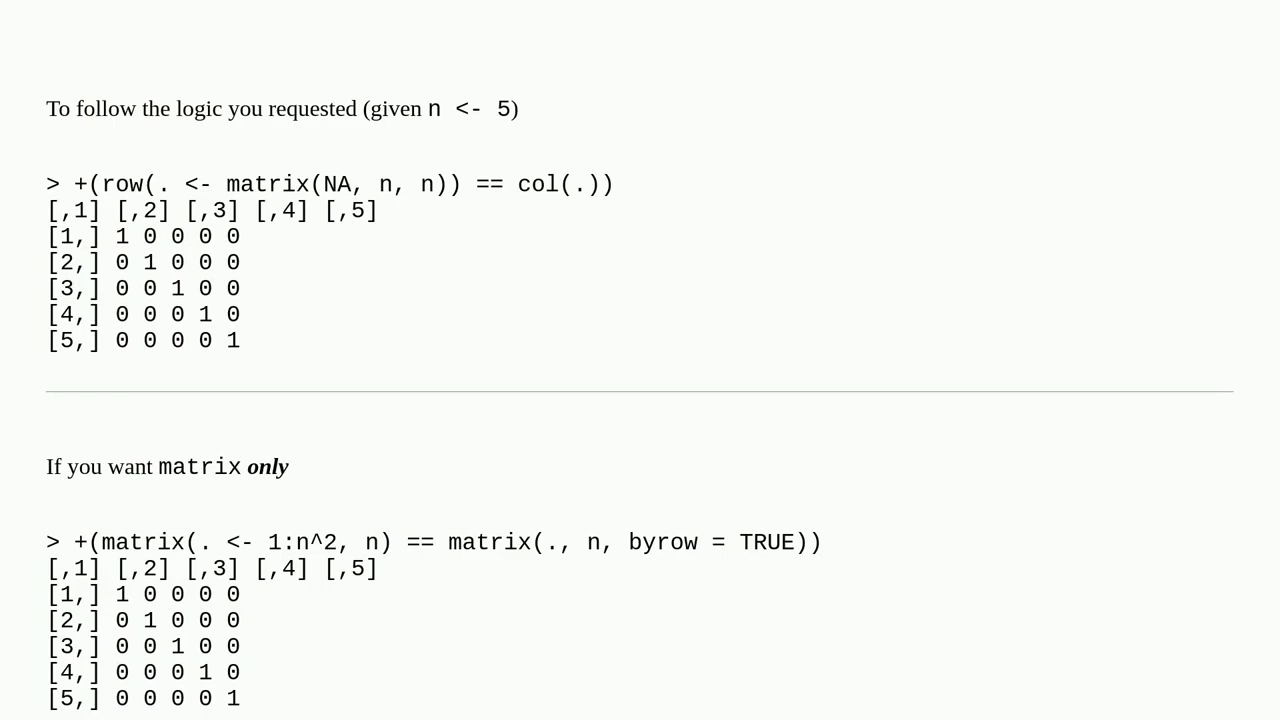 To follow the logic you requested (given n <- 5)
> +(row(. <- matrix(NA, n, n)) == col(.))
[,1] [,2] [,3] [,4] [,5]
[1,] 1 0 0 0 0
[2,] 0 1 0 0 0
[3,] 0 0 1 0 0
[4,] 0 0 0 1 0
[5,] 0 0 0 0 1
If you want matrix only
> +(matrix(. <- 1:n^2, n) == matrix(., n, byrow = TRUE))
[,1] [,2] [,3] [,4] [,5]
[1,] 1 0 0 0 0
[2,] 0 1 0 0 0
[3,] 0 0 1 0 0
[4,] 0 0 0 1 0
[5,] 0 0 0 0 1